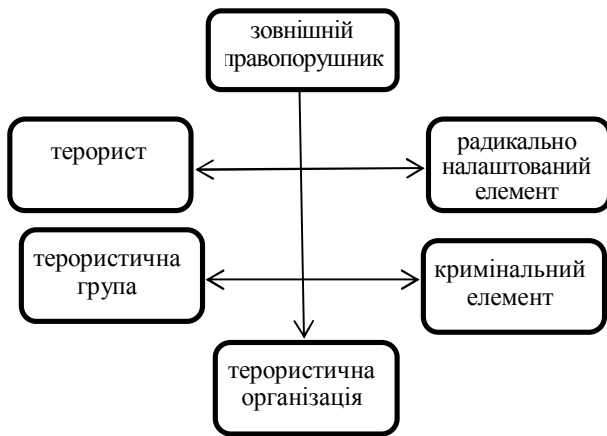 зовнішній
правопорушник
терорист
радикально
налаштований
елемент
терористична
група
кримінальний
елемент
терористична
організація